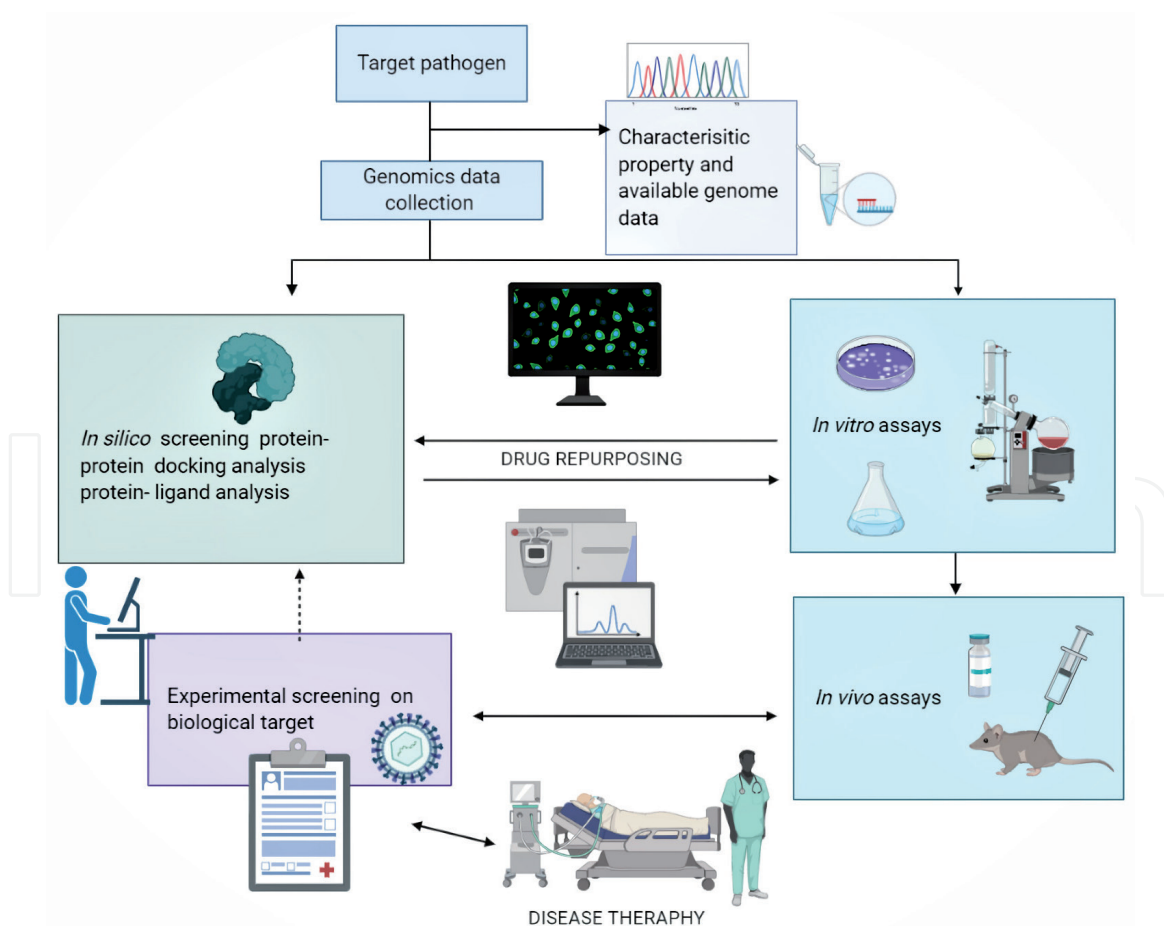 Target pathogen
Characterisitic
property and
available genome
data
Genomics data
collection
In silico screening protein-
protein docking analysis
protein- ligand analysis
DRUG REPURPOSING
In vitro assays
Experimental screening on
biological target
In vivo assays
DISEASE THERAPHY